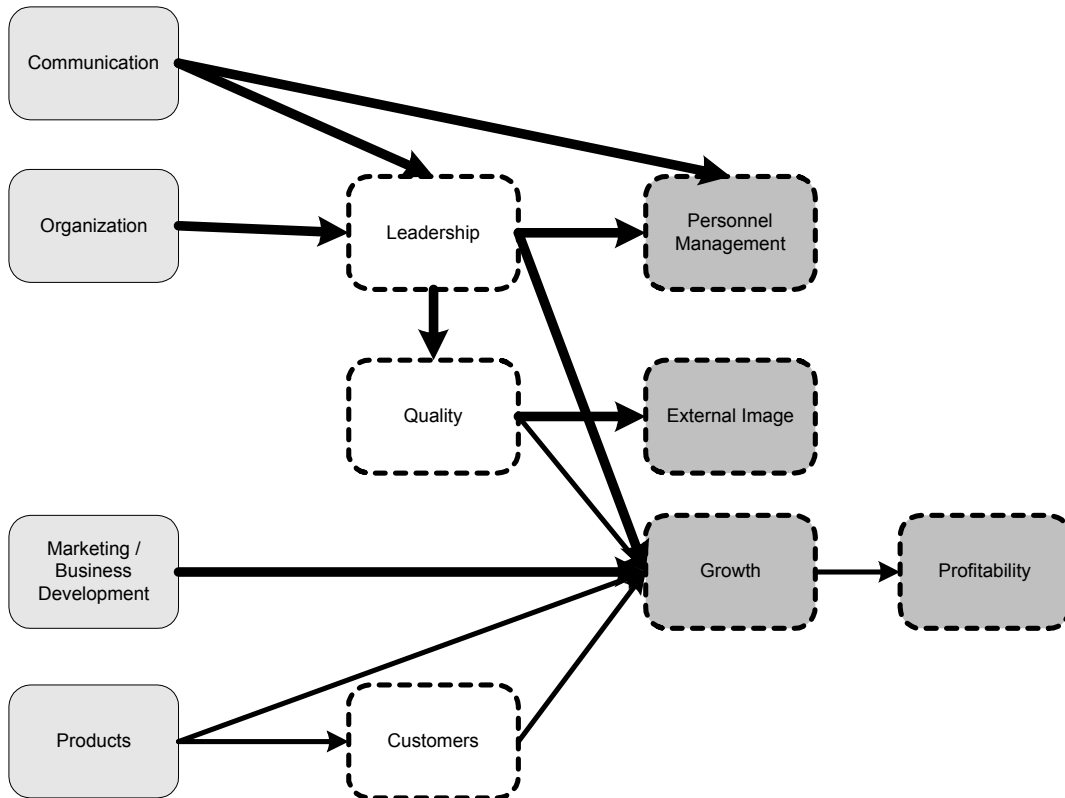 Communication
Organization
Leadership
Personnel
Management
Quality
External Image
Marketing /
Business
Development
Growth
Profitability
Products
Customers